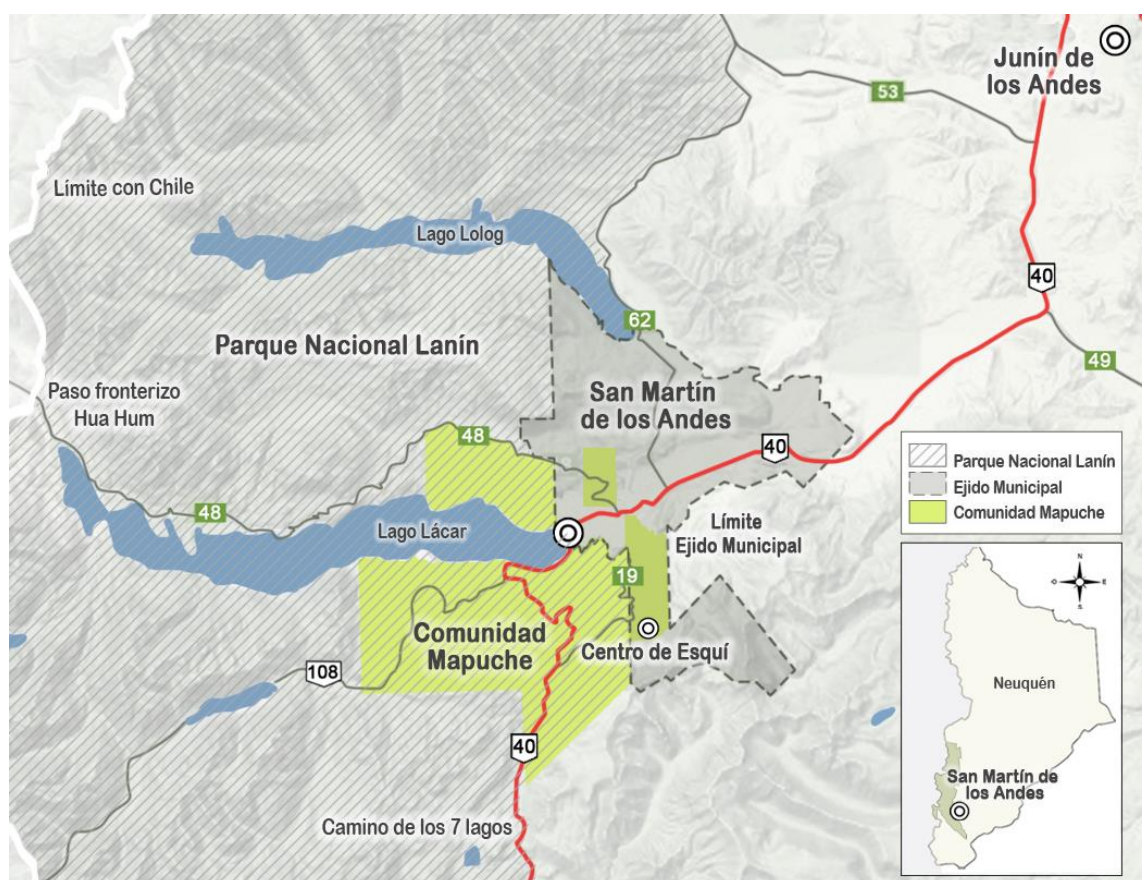 Junín de
los Andes
53
Límite con Chile
Lago Lolog
40
62
49
Parque Nacional Lanín
San Martín
de los Andes
Paso fronterizo
Hua Hum
48
40
48
Lago Lácar
Límite
Ejido Municipal
19
Comunidad
Mapuche
Centro de Esquí
108
40
Camino de los 7 lagos
Parque Nacional Lanín
Ejido Municipal
Comunidad Mapuche
N
O E
S
Neuquén
San Martín de
los Andes